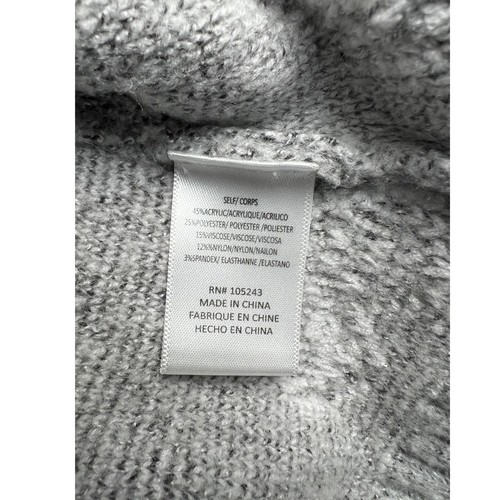 SELF/ CORPS
45%ACRYLIC/ACRYLIQUE/ACRILICO
25%POLYESTER/ POLYESTER /POLIESTER
15%VISCOSE/VISCOSE/VISCOSA
12%NYLON/NYLON/NAILON
3%SPANDEX/ ELASTHANNE /ELASTANO
RN# 105243
MADE IN CHINA
FABRIQUE EN CHINE
HECHO EN CHINA